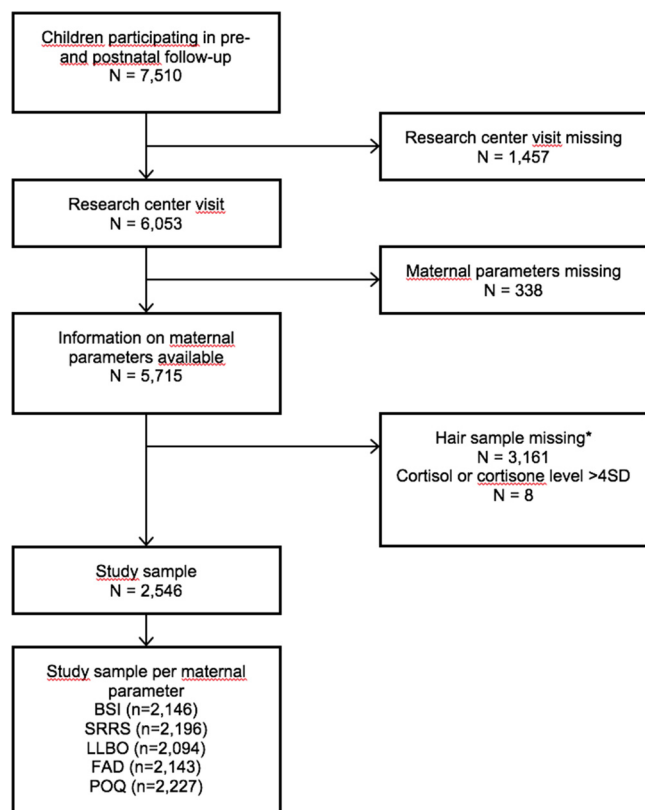 Children participating in pre-
and postnatal follow-up
N = 7,510
Research center visit missing
N = 1,457
Research center visit
N = 6,053
Maternal parameters missing
N = 338
Information on maternal
parameters available
N = 5,715
Hair sample missing*
N = 3,161
Cortisol or cortisone level >4SD
N = 8
Study sample
N = 2,546
Study sample per maternal
parameter
BSI (n=2,146)
SRRS (n=2,196)
LLBO (n=2,094)
FAD (n=2,143)
POQ (n=2,227)